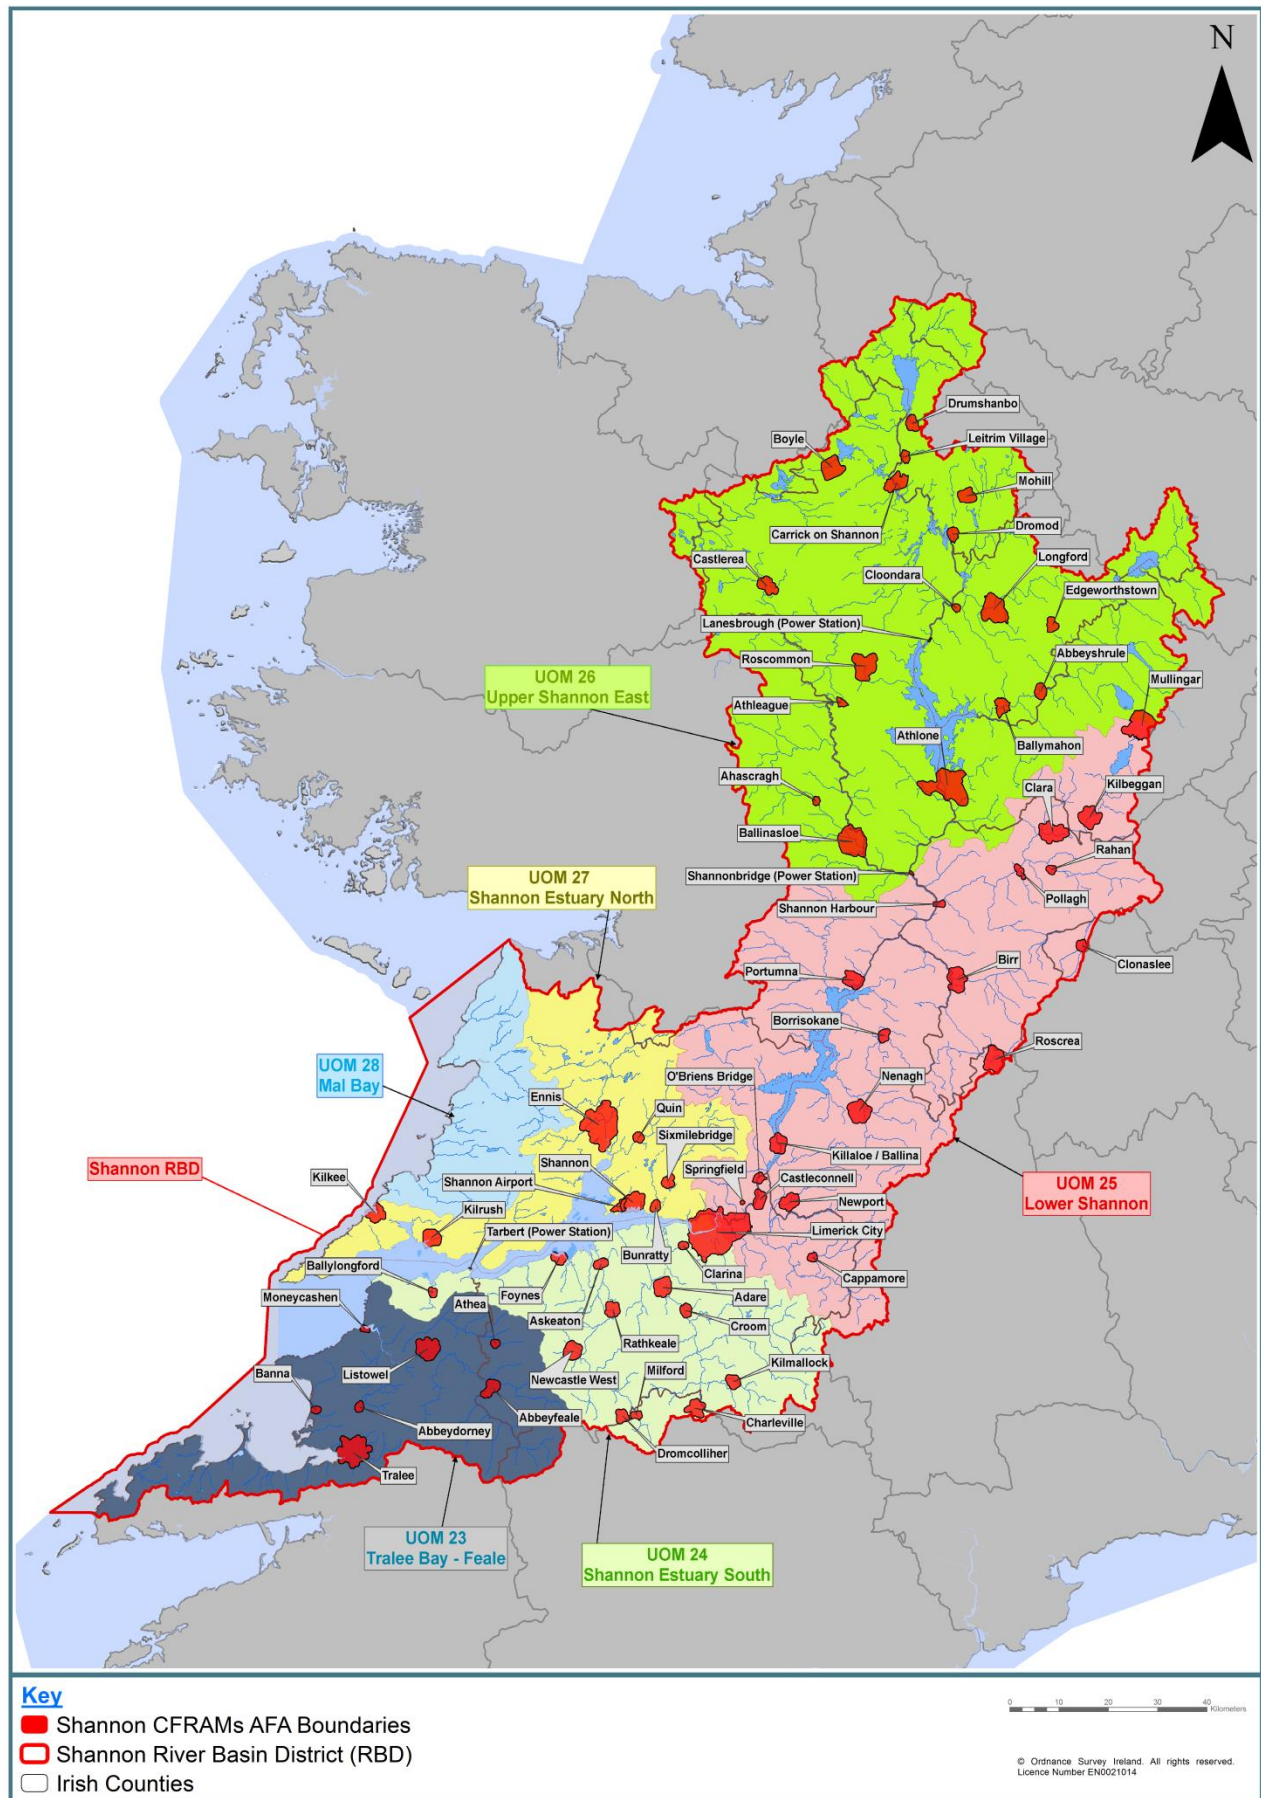 N
Drumshanbo
Boyle
Leitrim Village
Mohill
Carrick on Shannon
Dromod
Castlerea
Cloondara
Longford
Edgeworthstown
Lanesbrough (Power Station)
Roscommon
Abbeyshrule
UOM 26
Upper Shannon East
Mullingar
Athleague
Athlone
Ballymahon
Ahascragh
Clara
Kilbeggan
Ballinasloe
Rahan
UOM 27
Shannon Estuary North
Shannonbridge (Power Station)
Pollagh
Shannon Harbour
Clonaslee
Portumna
Birr
Borrisokane
Roscrea
UOM 28
Mal Bay
O'Briens Bridge
Nenagh
Ennis
Quin
Sixmilebridge
Killaloe / Ballina
Shannon
Shannon RBD
Springfield
Castleconnell
UOM 25
Lower Shannon
Kilkee
Shannon Airport
Newport
Kilrush
Tarbert (Power Station)
Limerick City
Bunratty
Ballylongford
Clarina
Cappamore
Moneycashen
Athea
Foynes
Adare
Askeaton
Croom
Rathkeale
Banna
Listowel
Newcastle West
Milford
Kilmallock
Abbeydorney
Abbeyfeale
Charleville
Dromcolliher
Tralee
UOM 23
Tralee Bay - Feale
UOM 24
Shannon Estuary South
Key
Shannon CFRAMs AFA Boundaries
Shannon River Basin District (RBD)
Irish Counties
0 5 10 20 30 40
Kilometers
© Ordnance Survey Ireland. All rights reserved.
Licence Number EN0021014